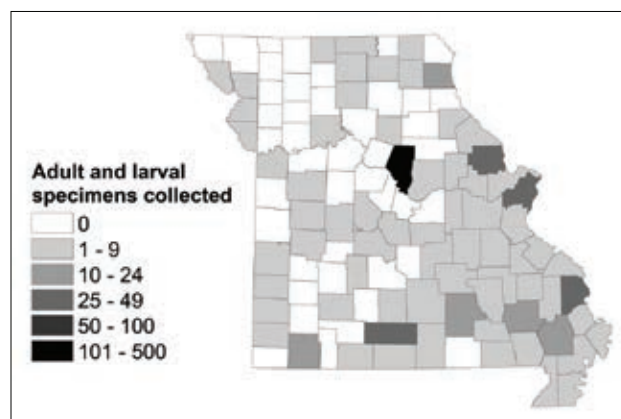 Adult and larval
specimens collected
0
1 - 9
10 - 24
25 - 49
50 - 100
101 - 500